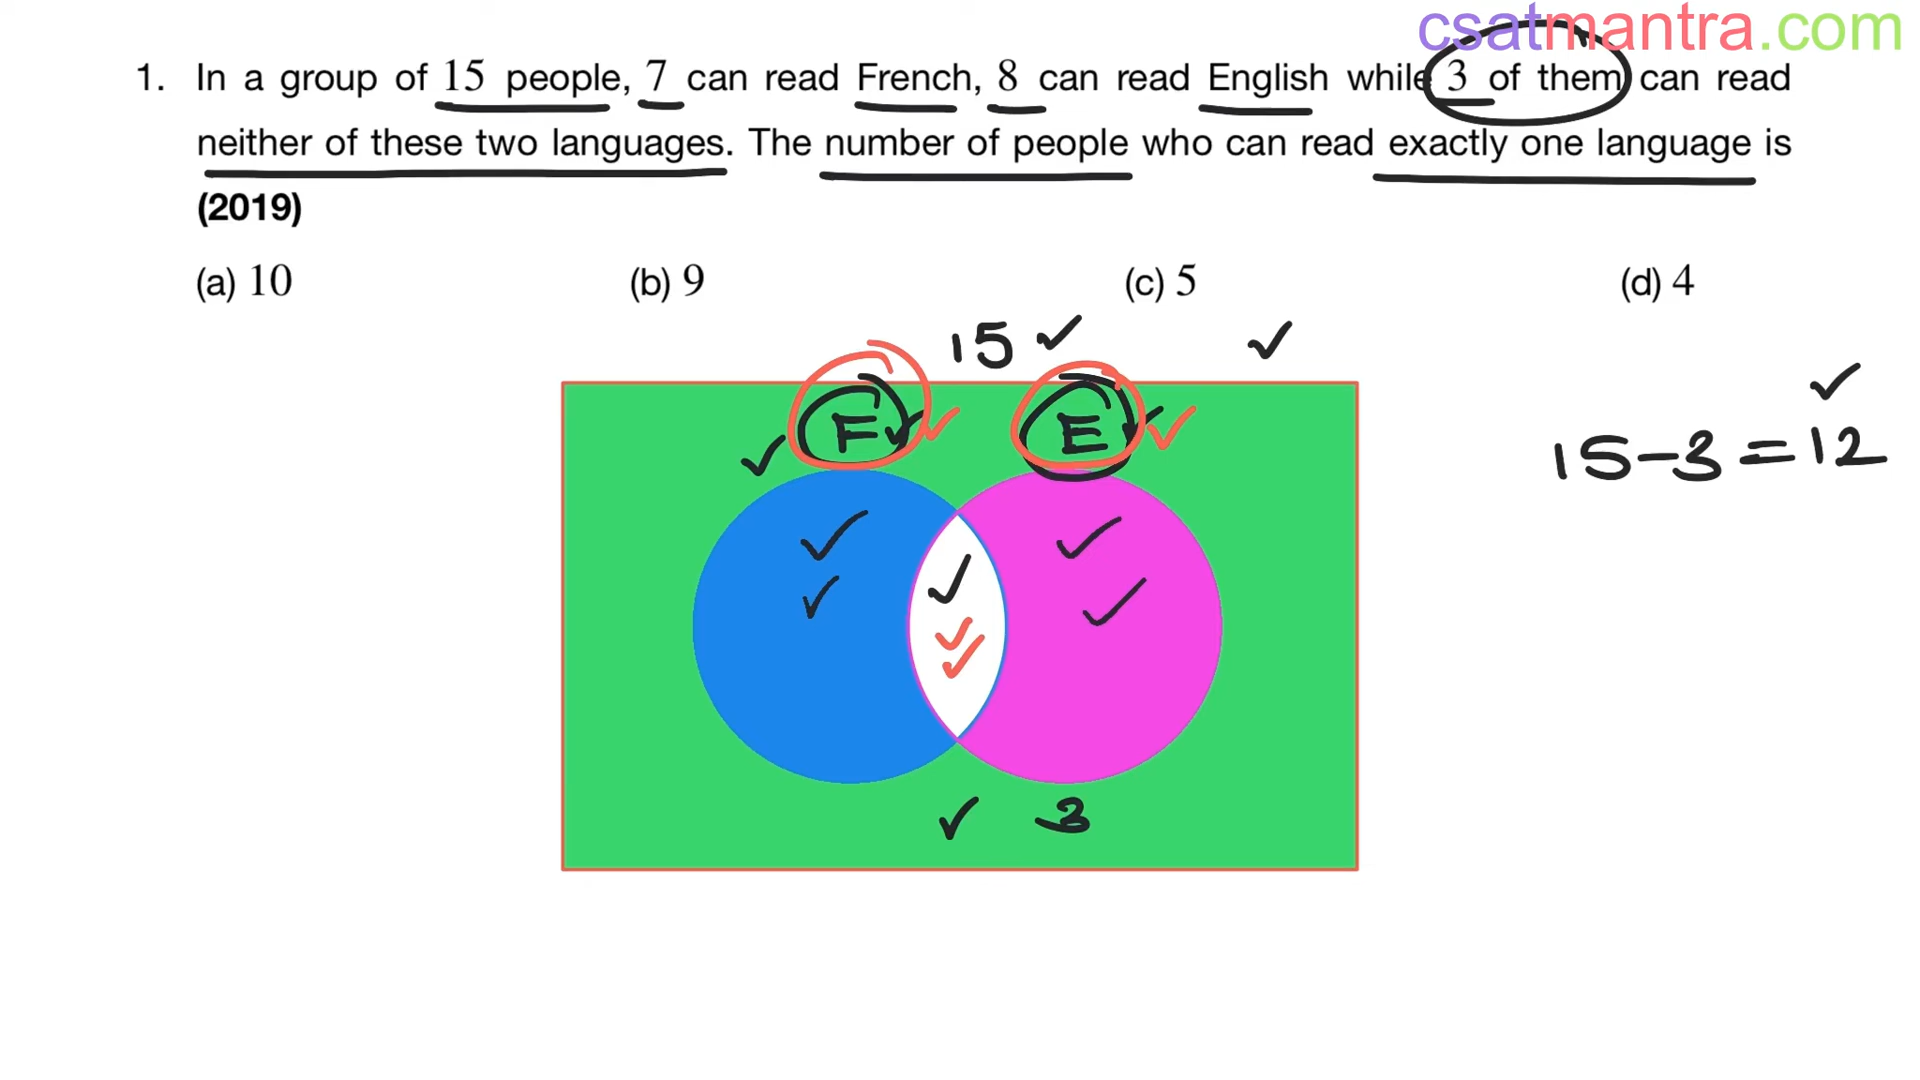 csatmantra.com
1. In a group of 15 people, 7 can read French, 8 can read English while 3 of them can read
neither of these two languages. The number of people who can read exactly one language is
(2019)
(a) 10 (b) 9 (c) 5 (d) 4
15
F E
15-3=12
3